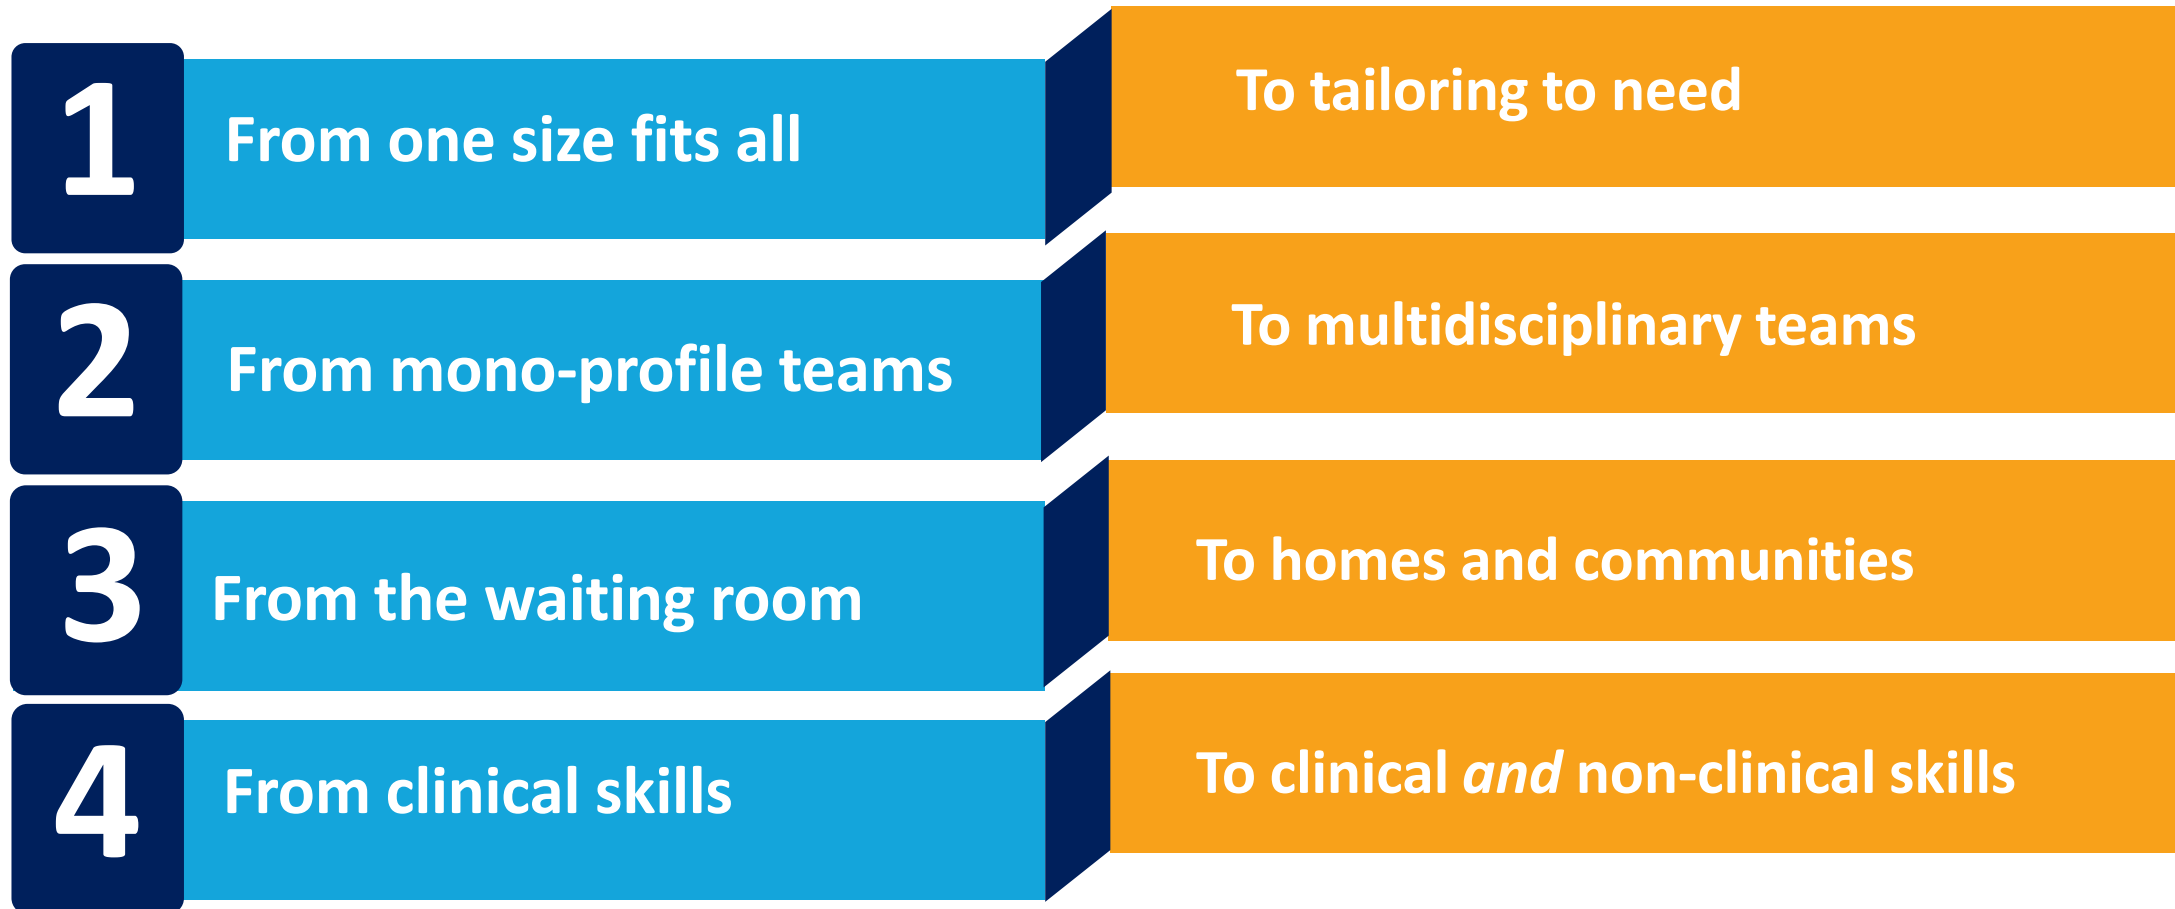 1
From one size fits all
To tailoring to need
2
From mono-profile teams
To multidisciplinary teams
3
From the waiting room
To homes and communities
4
From clinical skills
To clinical and non-clinical skills